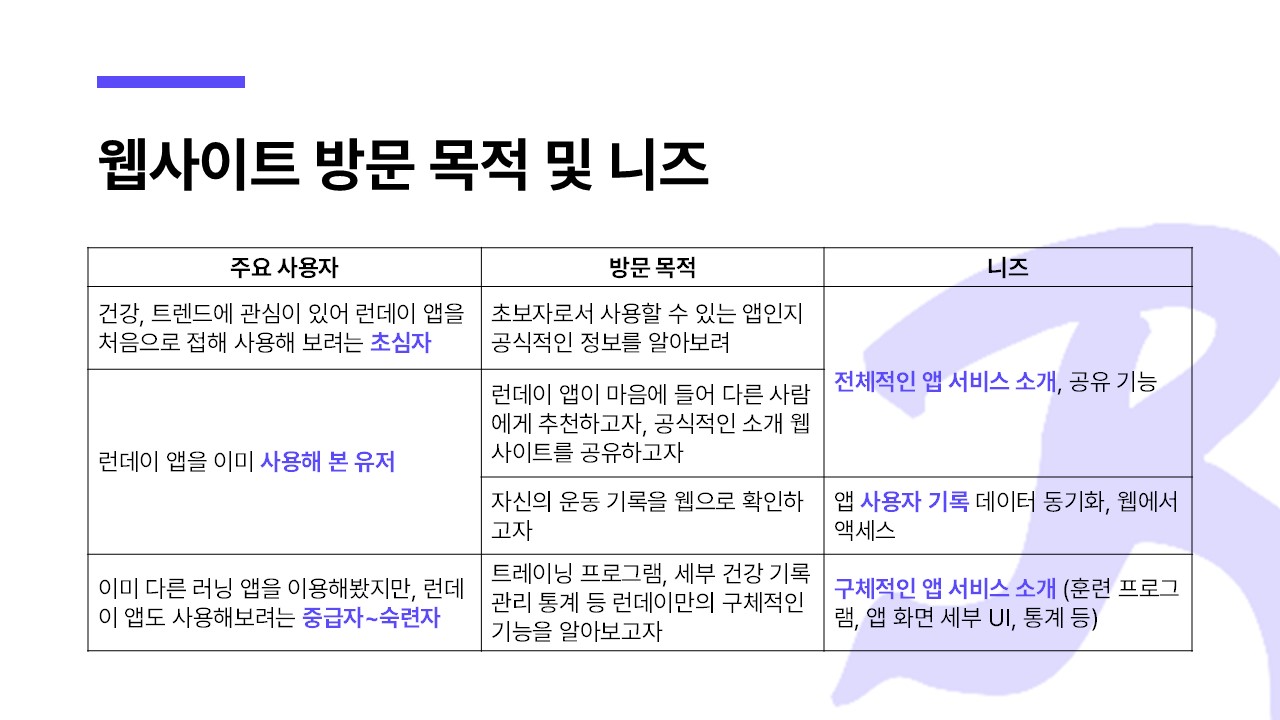 웹사이트 방문 목적 및 니즈
주요 사용자
방문 목적
니즈
건강, 트렌드에 관심이 있어 런데이 앱을
처음으로 접해 사용해 보려는 초심자
초보자로서 사용할 수 있는 앱인지
공식적인 정보를 알아보려
전체적인 앱 서비스 소개, 공유 기능
런데이 앱을 이미 사용해 본 유저
런데이 앱이 마음에 들어 다른 사람
에게 추천하고자, 공식적인 소개 웹
사이트를 공유하고자
자신의 운동 기록을 웹으로 확인하
고자
앱 사용자 기록 데이터 동기화, 웹에서
액세스
이미 다른 러닝 앱을 이용해봤지만, 런데
이 앱도 사용해보려는 중급자~숙련자
트레이닝 프로그램, 세부 건강 기록
관리 통계 등 런데이만의 구체적인
기능을 알아보고자
구체적인 앱 서비스 소개 (훈련 프로그
램, 앱 화면 세부 UI, 통계 등)